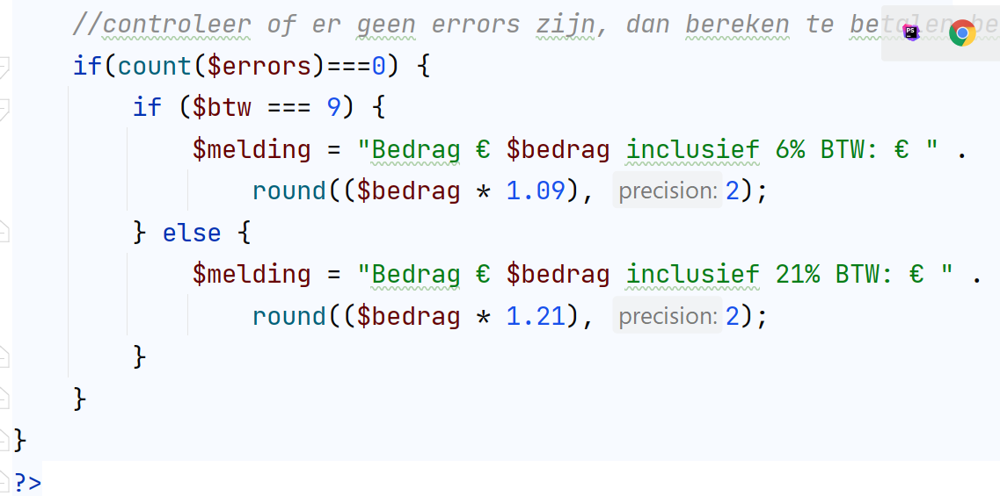 //controleer of er geen errors zijn, dan bereken te betalen be
if(count($errors)===0) {
if ($btw === 9) {
$melding = "Bedrag € $bedrag inclusief 6% BTW: € " .
round(($bedrag * 1.09), precision: 2);
} else {
$melding = "Bedrag € $bedrag inclusief 21% BTW: € " .
round(($bedrag * 1.21), precision: 2);
}
}
}
?>